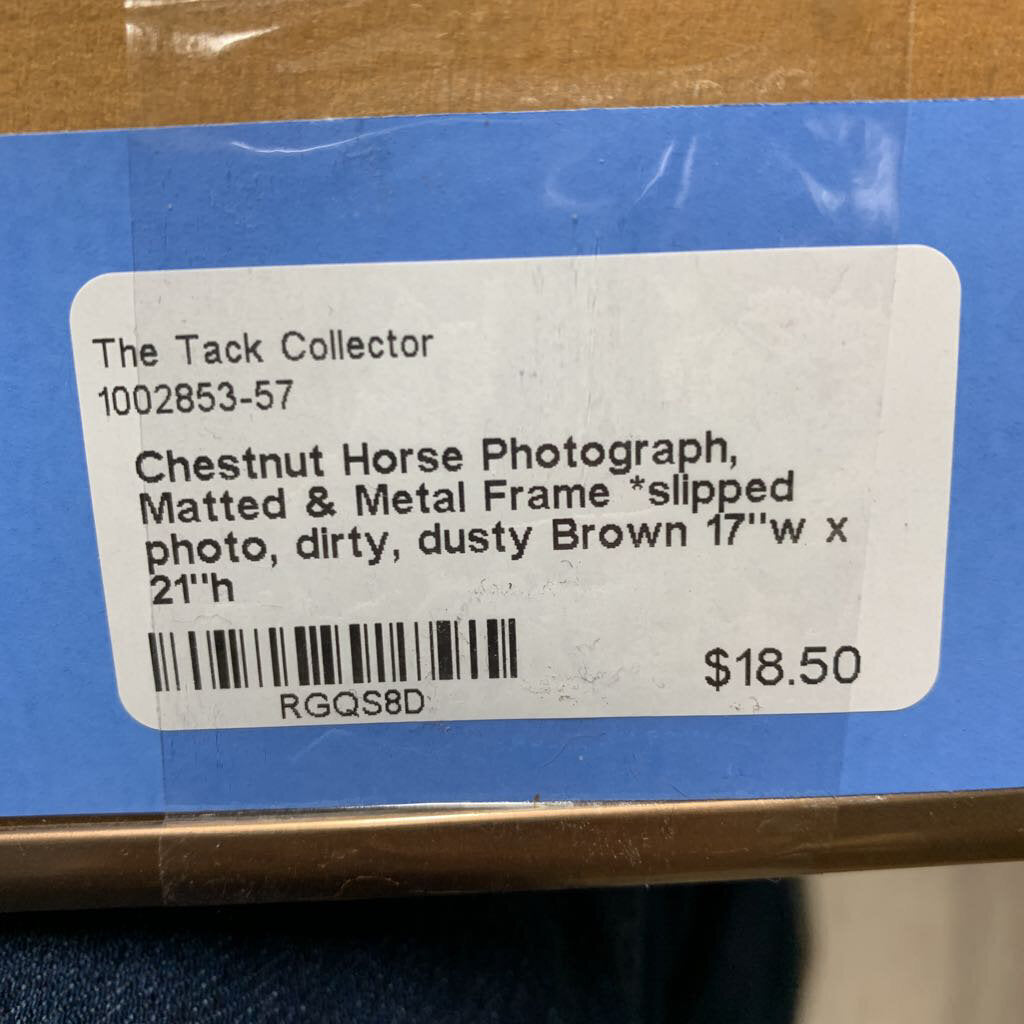 The Tack Collector
1002853-57
Chestnut Horse Photograph,
Matted & Metal Frame *slipped
photo, dirty, dusty Brown 17"w x
21"h
RGQS8D
$18.50